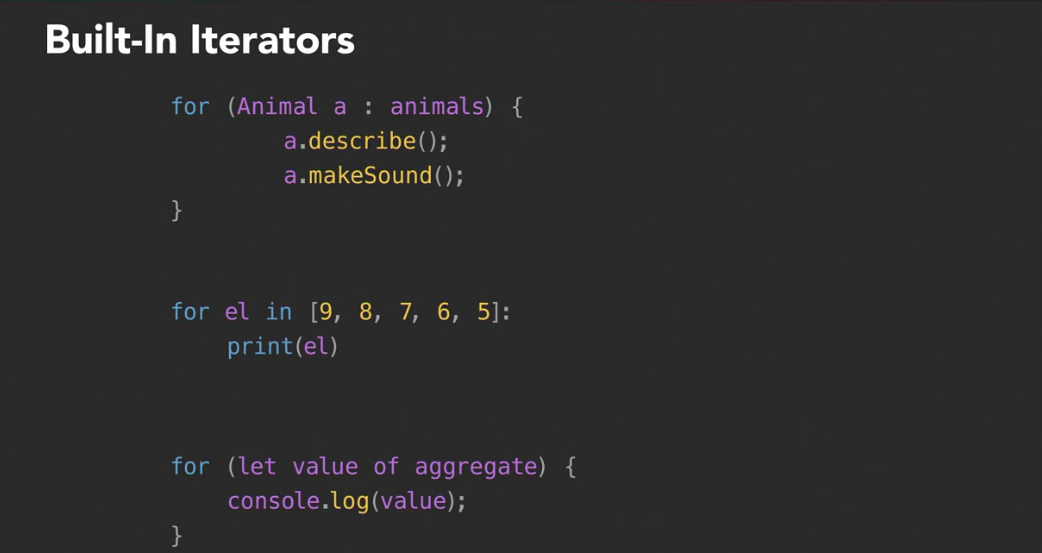 Built-In Iterators
for (Animal a : animals) {
a.describe();
a.makeSound();
}
for el in [9, 8, 7, 6, 5]:
print(el)
for (let value of aggregate) {
console.log(value);
}